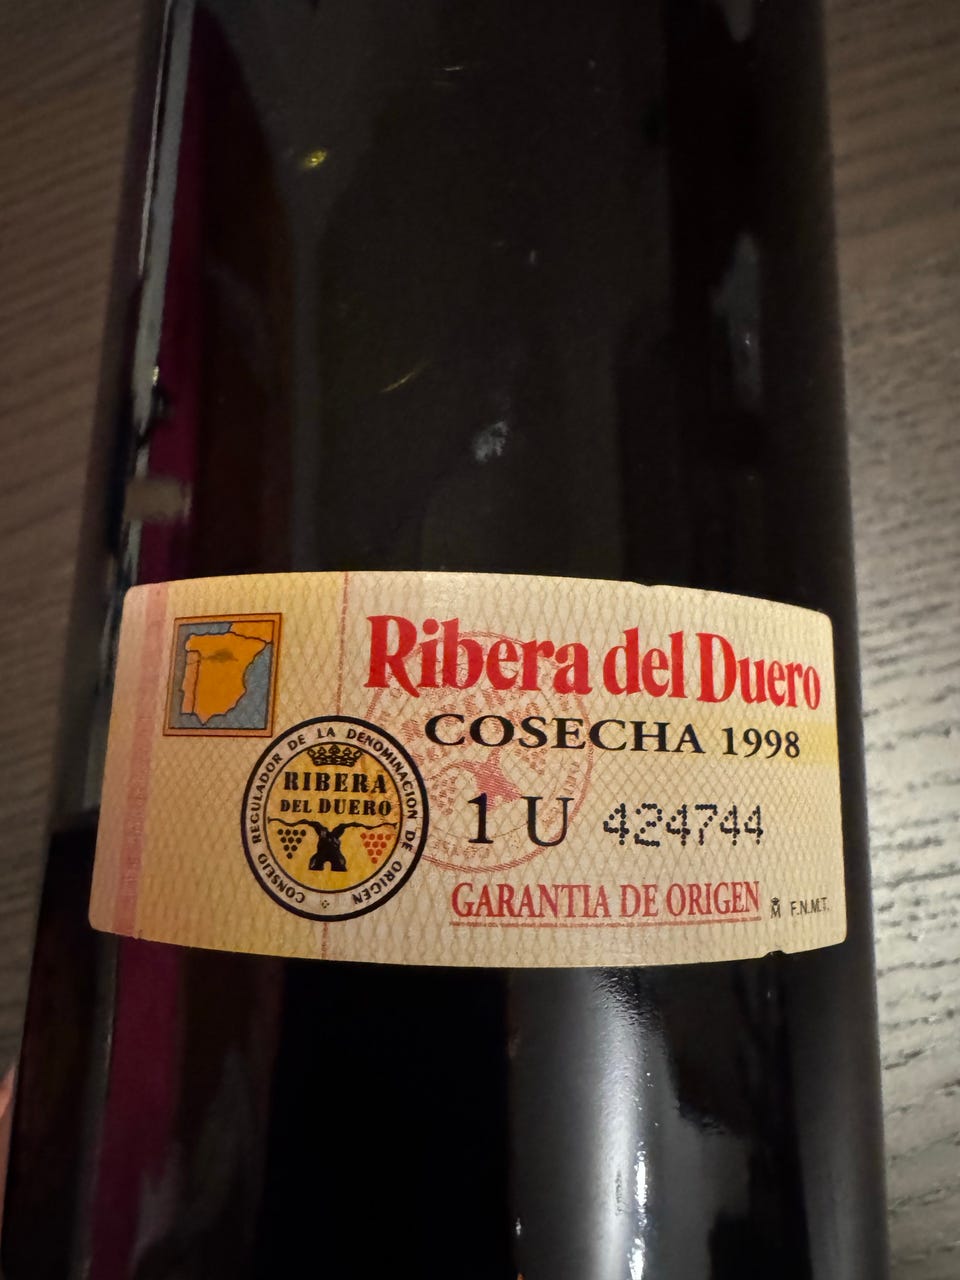 Ribera del Duero
COSECHA 1998
1 U 424744
GARANTIA DE ORIGEN
F.N.M.T.
CONSEJO REGULADOR DE LA DENOMINACION DE ORIGEN
RIBERA
DEL DUERO